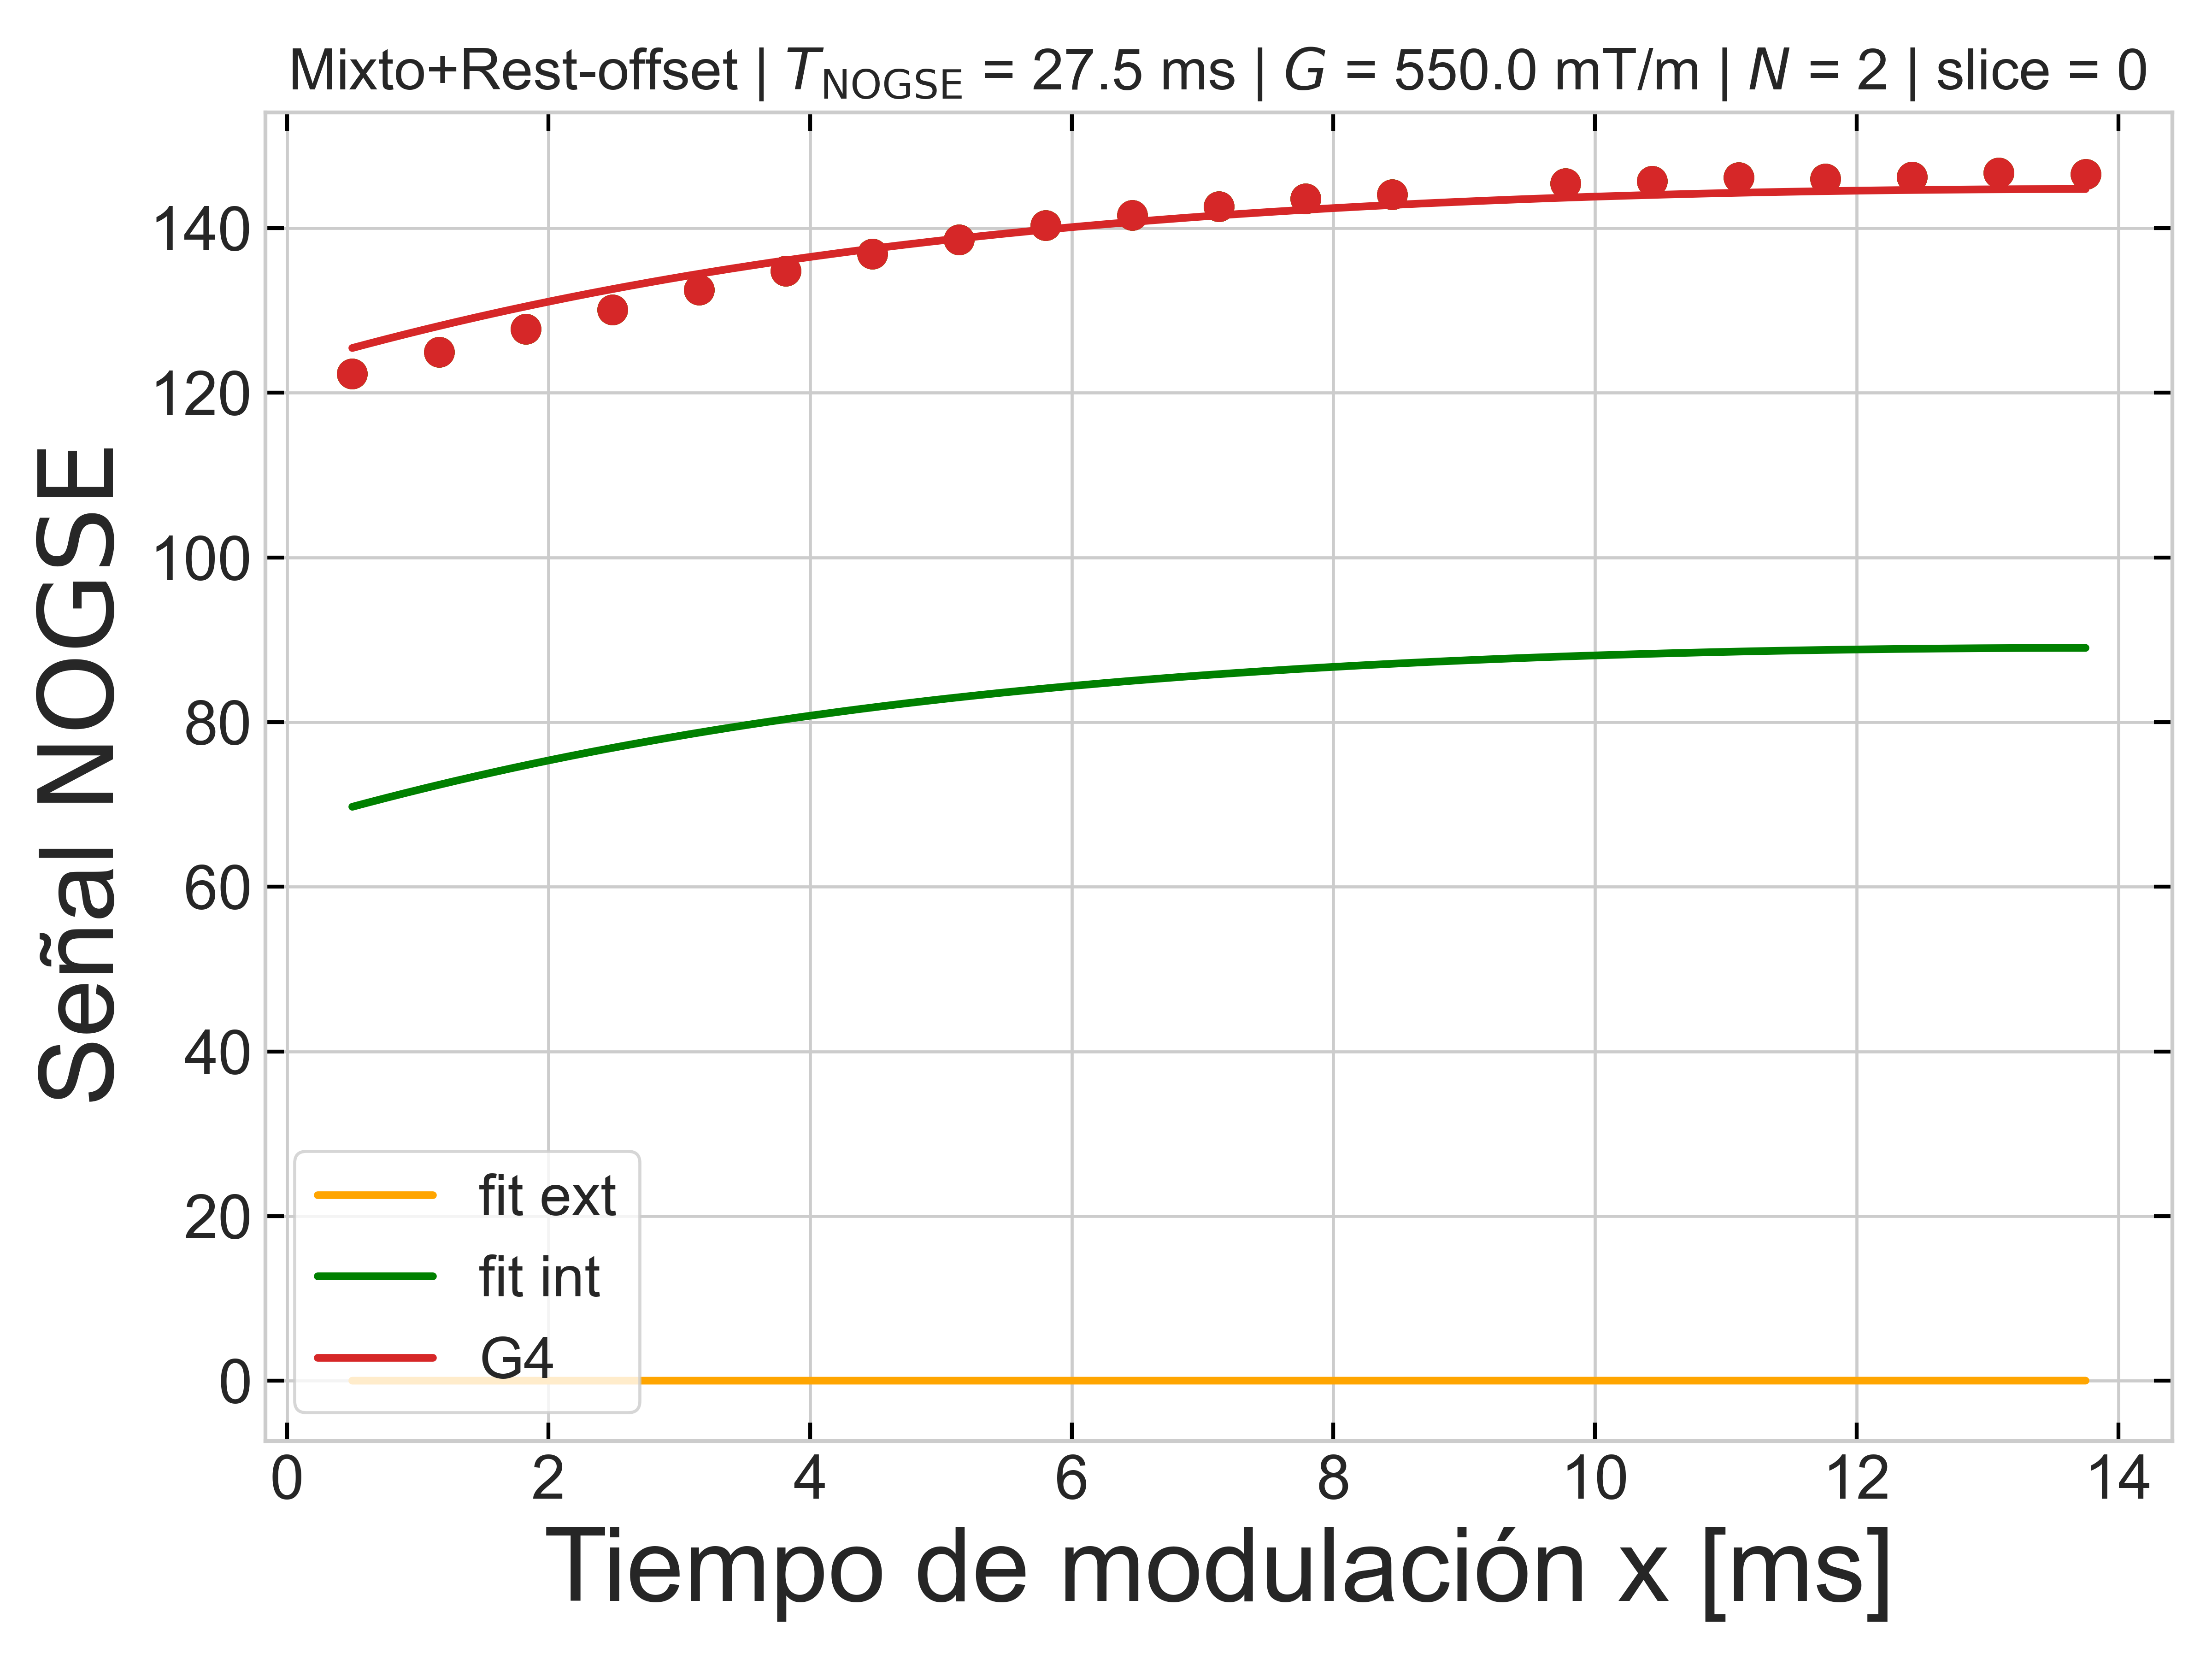 Mixto+Rest-offset | T_NOGSE = 27.5 ms | G = 550.0 mT/m | N = 2 | slice = 0
Señal NOGSE
140
120
100
80
60
40
20
0
fit ext
fit int
G4
0 2 4 6 8 10 12 14
Tiempo de modulación x [ms]